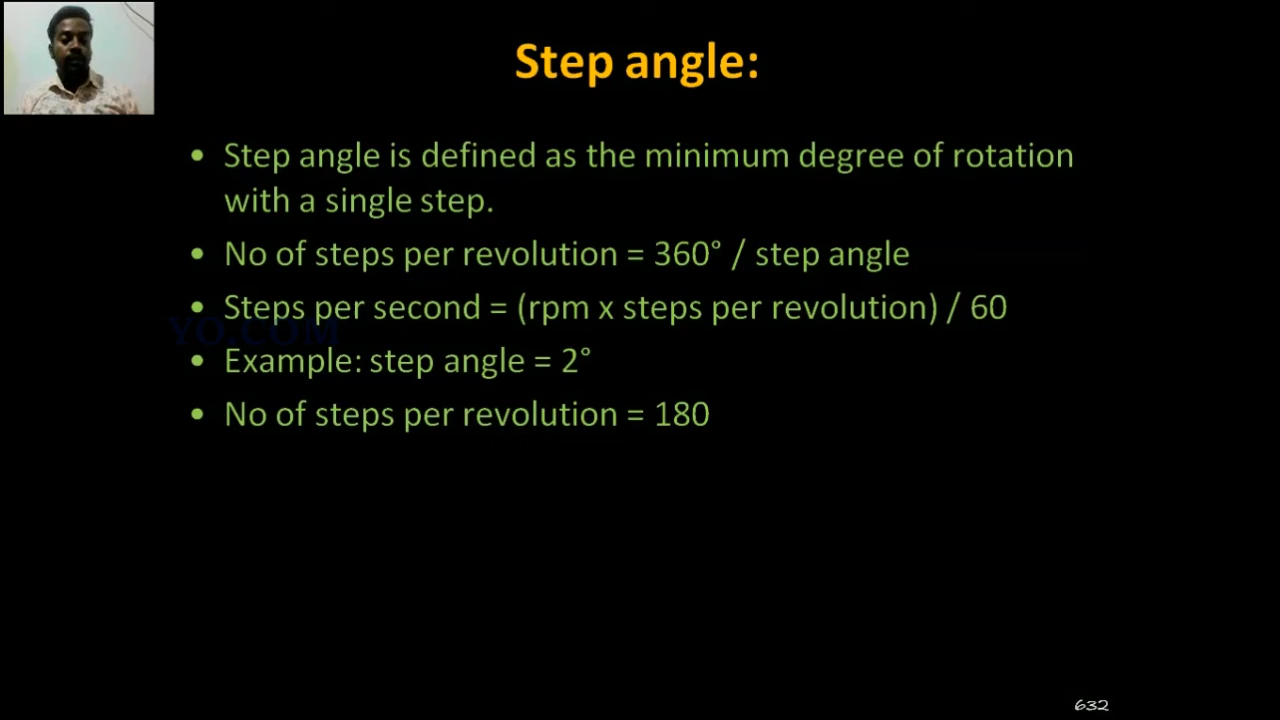 Step angle:
• Step angle is defined as the minimum degree of rotation
with a single step.
• No of steps per revolution = 360° / step angle
• Steps per second = (rpm x steps per revolution) / 60
YO.COM
• Example: step angle = 2°
• No of steps per revolution = 180
632